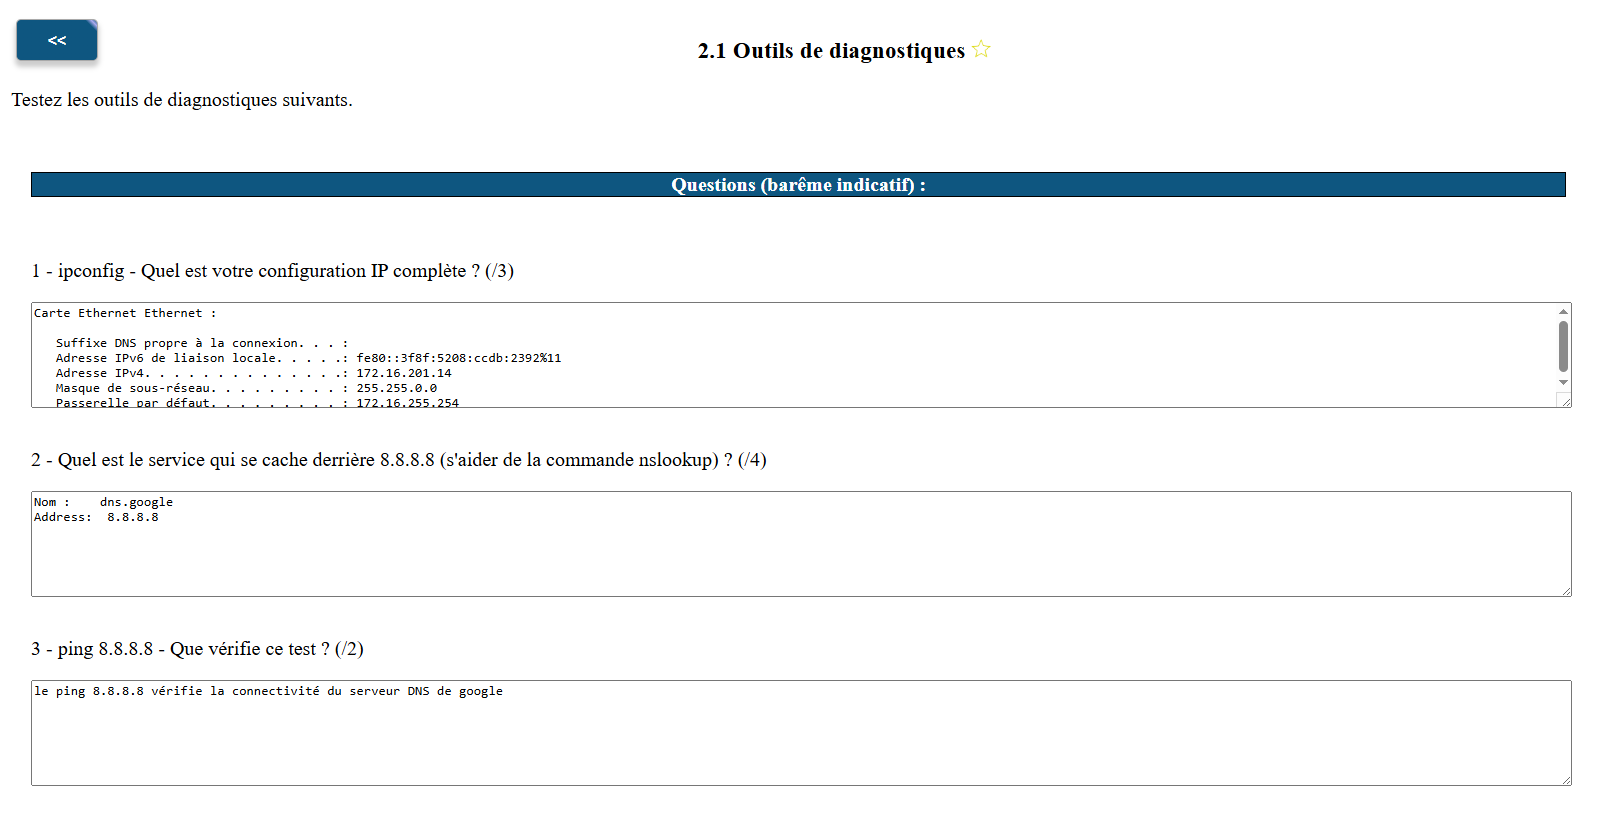 <<
2.1 Outils de diagnostiques ☆
Testez les outils de diagnostiques suivants.
Questions (barême indicatif) :
1 - ipconfig - Quel est votre configuration IP complète ? (/3)
Carte Ethernet Ethernet :
Suffixe DNS propre à la connexion. . . :
Adresse IPv6 de liaison locale. . . . .: fe80::3f8f:5208:ccdb:2392%11
Adresse IPv4. . . . . . . . . . . . . .: 172.16.201.14
Masque de sous-réseau. . . . . . . . . : 255.255.0.0
Passerelle par défaut. . . . . . . . . : 172.16.255.254
2 - Quel est le service qui se cache derrière 8.8.8.8 (s'aider de la commande nslookup) ? (/4)
Nom :    dns.google
Address:  8.8.8.8
3 - ping 8.8.8.8 - Que vérifie ce test ? (/2)
le ping 8.8.8.8 vérifie la connectivité du serveur DNS de google